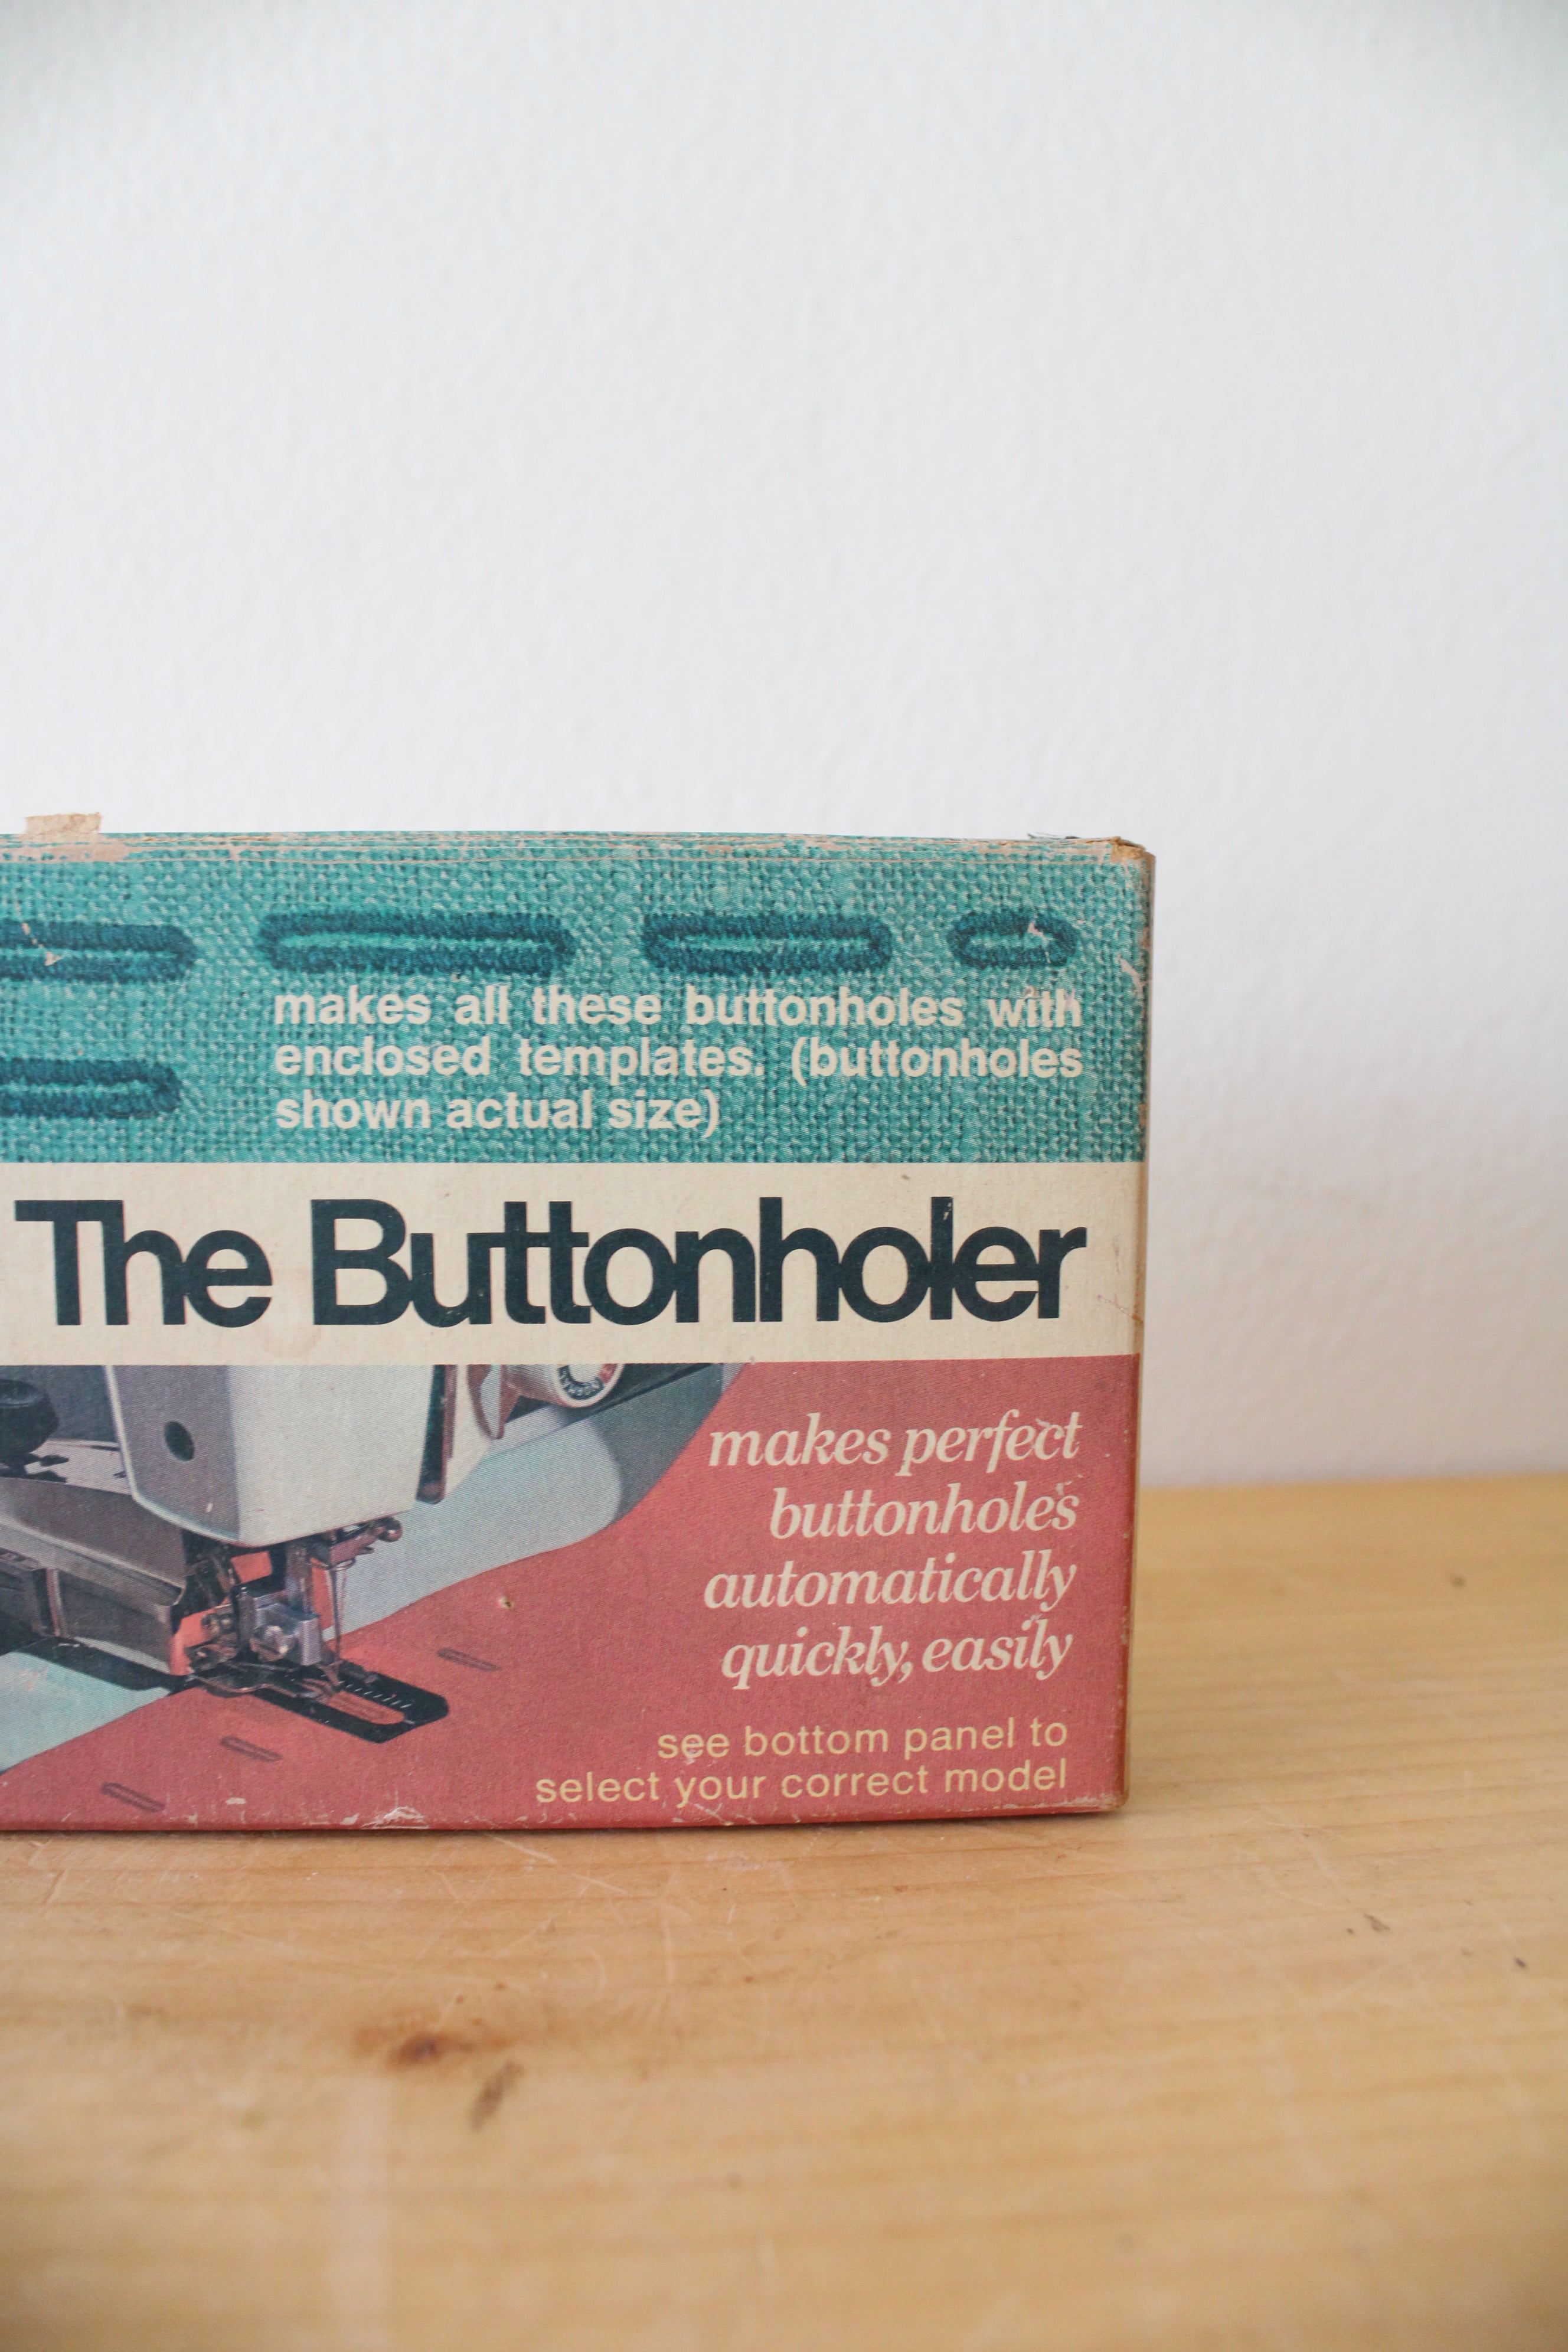 makes all these buttonholes with
enclosed templates. (buttonholes
shown actual size)
The Buttonholer
makes perfect
buttonholes
automatically
quickly, easily
see bottom panel to
select your correct model